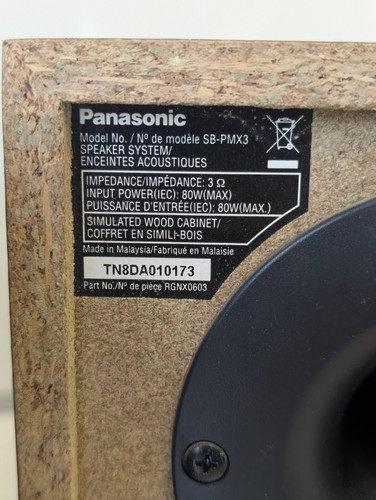 Panasonic
Model No. / Nº de modèle SB-PMX3
SPEAKER SYSTEM/
ENCEINTES ACOUSTIQUES
IMPEDANCE/IMPÉDANCE: 3 Ω
INPUT POWER(IEC): 80W(MAX)
PUISSANCE D'ENTRÉE(IEC): 80W(MAX.)
SIMULATED WOOD CABINET/
COFFRET EN SIMILI-BOIS
Made in Malaysia/Fabriqué en Malaisie
TN8DA010173
Part No./Nº de pièce RGNX0603